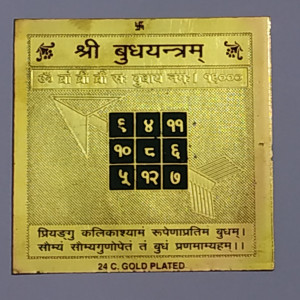 श्री बुधयन्त्रम्
ॐ ब्रां ब्रीं ब्रौं सः बुधाय नमः।
९ ४ ११
१० ८ ६
५ १२ ७
प्रियङ्गु कलिकाश्यामं रूपेणाप्रतिमं बुधम्।
सौम्यं सौम्यगुणोपेतं तं बुधं प्रणमाम्यहम्।।
24 C. GOLD PLATED